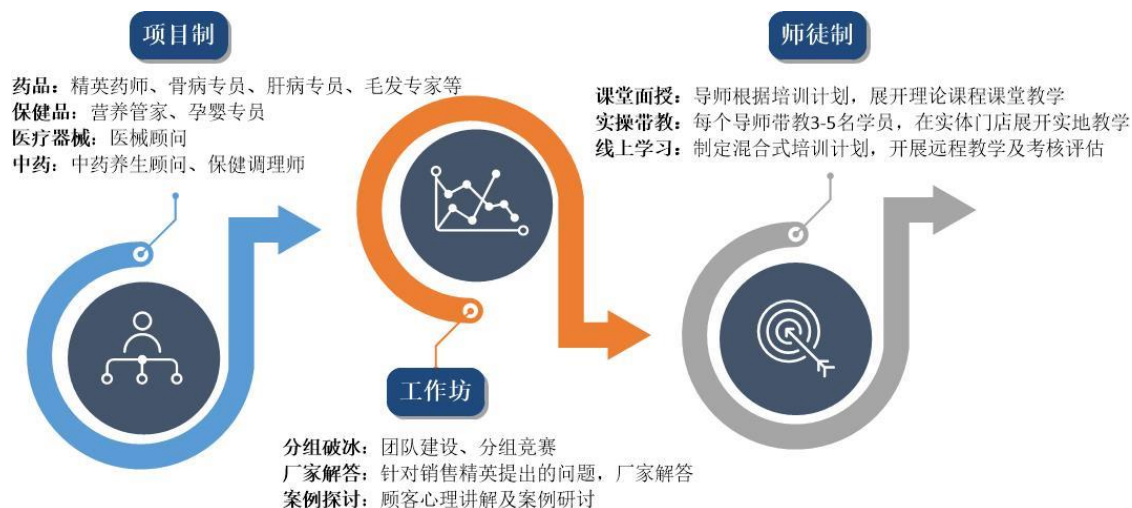 项目制
药品：精英药师、骨病专员、肝病专员、毛发专家等
保健品：营养管家、孕婴专员
医疗器械：医械顾问
中药：中药养生顾问、保健调理师
工作坊
分组破冰：团队建设、分组竞赛
厂家解答：针对销售精英提出的问题，厂家解答
案例探讨：顾客心理讲解及案例研讨
师徒制
课堂面授：导师根据培训计划，展开理论课程课堂教学
实操带教：每个导师带教3-5名学员，在实体门店展开实地教学
线上学习：制定混合式培训计划，开展远程教学及考核评估